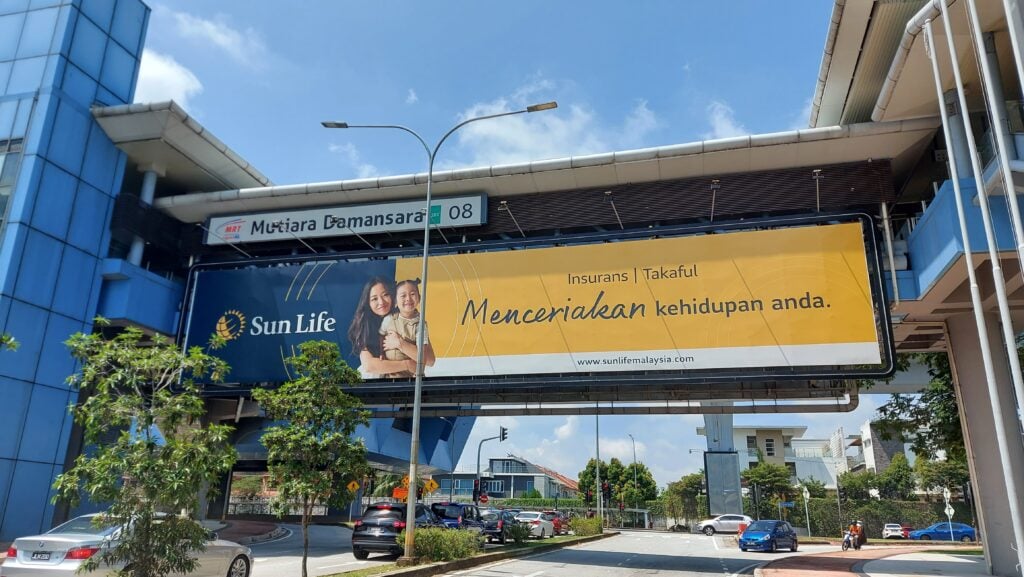 MRT
Mutiara Damansara 08
Sun Life
Insurans | Takaful
Menceriakan kehidupan anda.
www.sunlifemalaysia.com